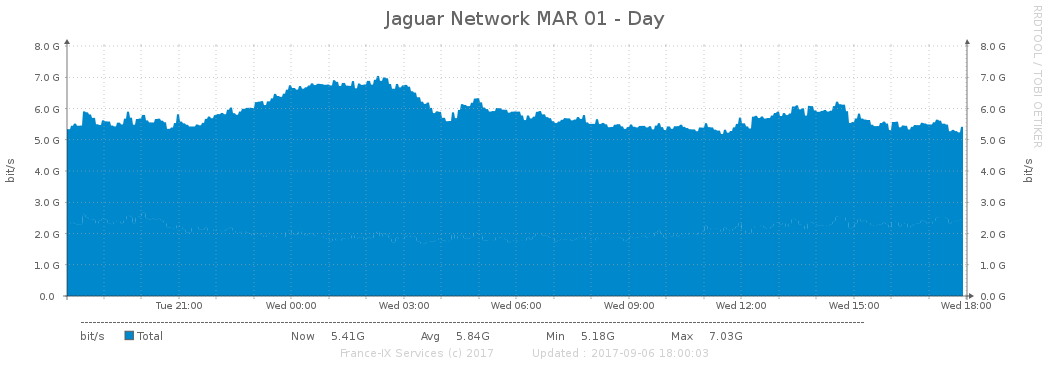 Jaguar Network MAR 01 - Day
RRDTOOL / TOBI OETIKER
8.0 G 8.0 G
7.0 G 7.0 G
6.0 G 6.0 G
5.0 G 5.0 G
4.0 G 4.0 G
3.0 G 3.0 G
2.0 G 2.0 G
1.0 G 1.0 G
0.0 0.0 G
bit/s
bit/s
Tue 21:00 Wed 00:00 Wed 03:00 Wed 06:00 Wed 09:00 Wed 12:00 Wed 15:00 Wed 18:00
bit/s Total Now 5.41G Avg 5.84G Min 5.18G Max 7.03G
France-IX Services (c) 2017 Updated : 2017-09-06 18:00:03